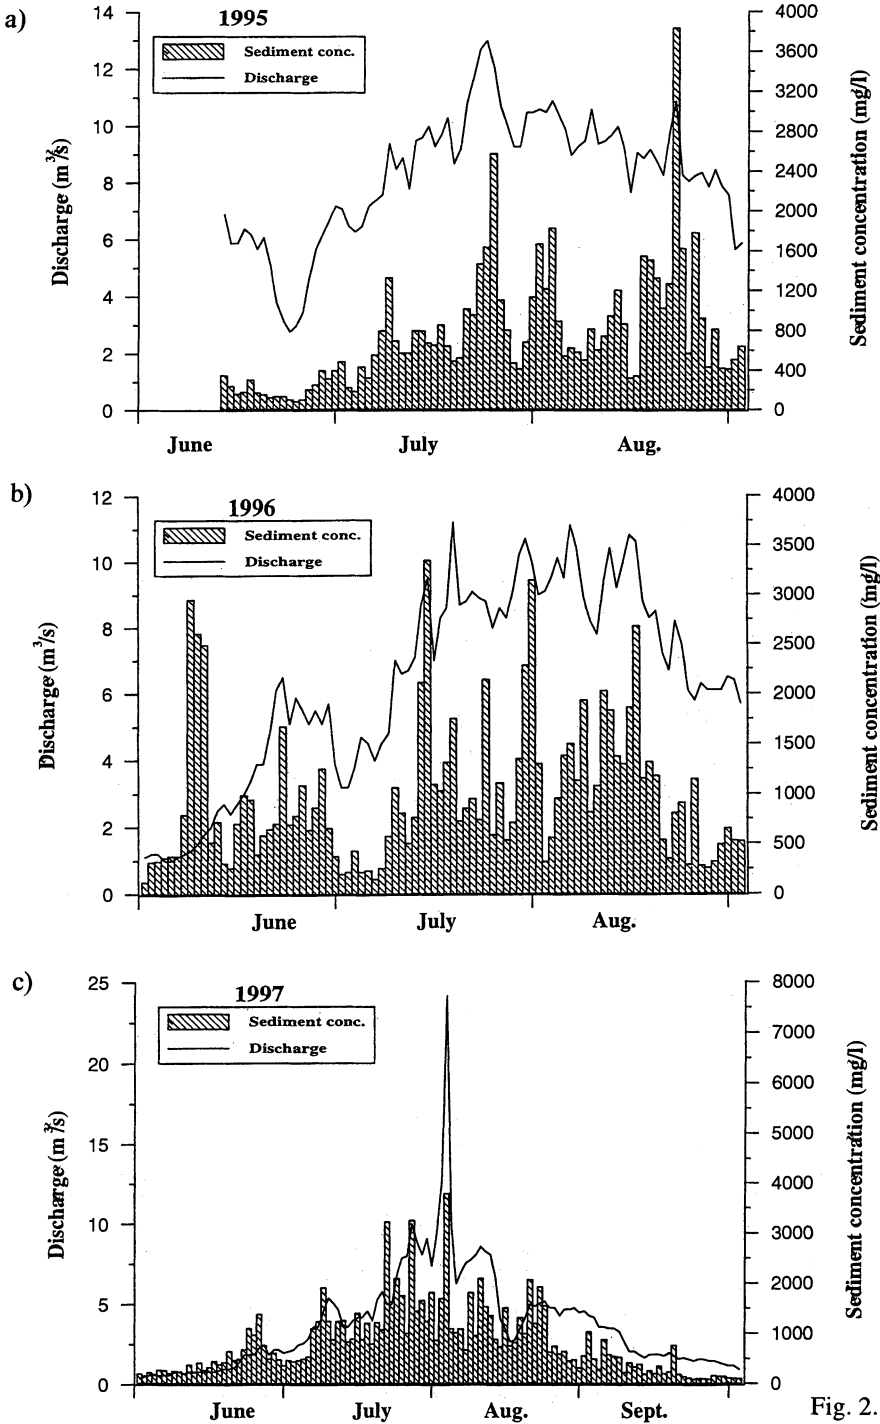 a)
1995
Sediment conc.
Discharge
14
12
10
8
6
4
2
0
Discharge (m³/s)
4000
3600
3200
2800
2400
2000
1600
1200
800
400
0
Sediment concentration (mg/l)
June
July
Aug.
b)
1996
Sediment conc.
Discharge
12
10
8
6
4
2
0
Discharge (m³/s)
4000
3500
3000
2500
2000
1500
1000
500
0
Sediment concentration (mg/l)
June
July
Aug.
c)
1997
Sediment conc.
Discharge
25
20
15
10
5
0
Discharge (m³/s)
8000
7000
6000
5000
4000
3000
2000
1000
0
Sediment concentration (mg/l)
June
July
Aug.
Sept.
Fig. 2.